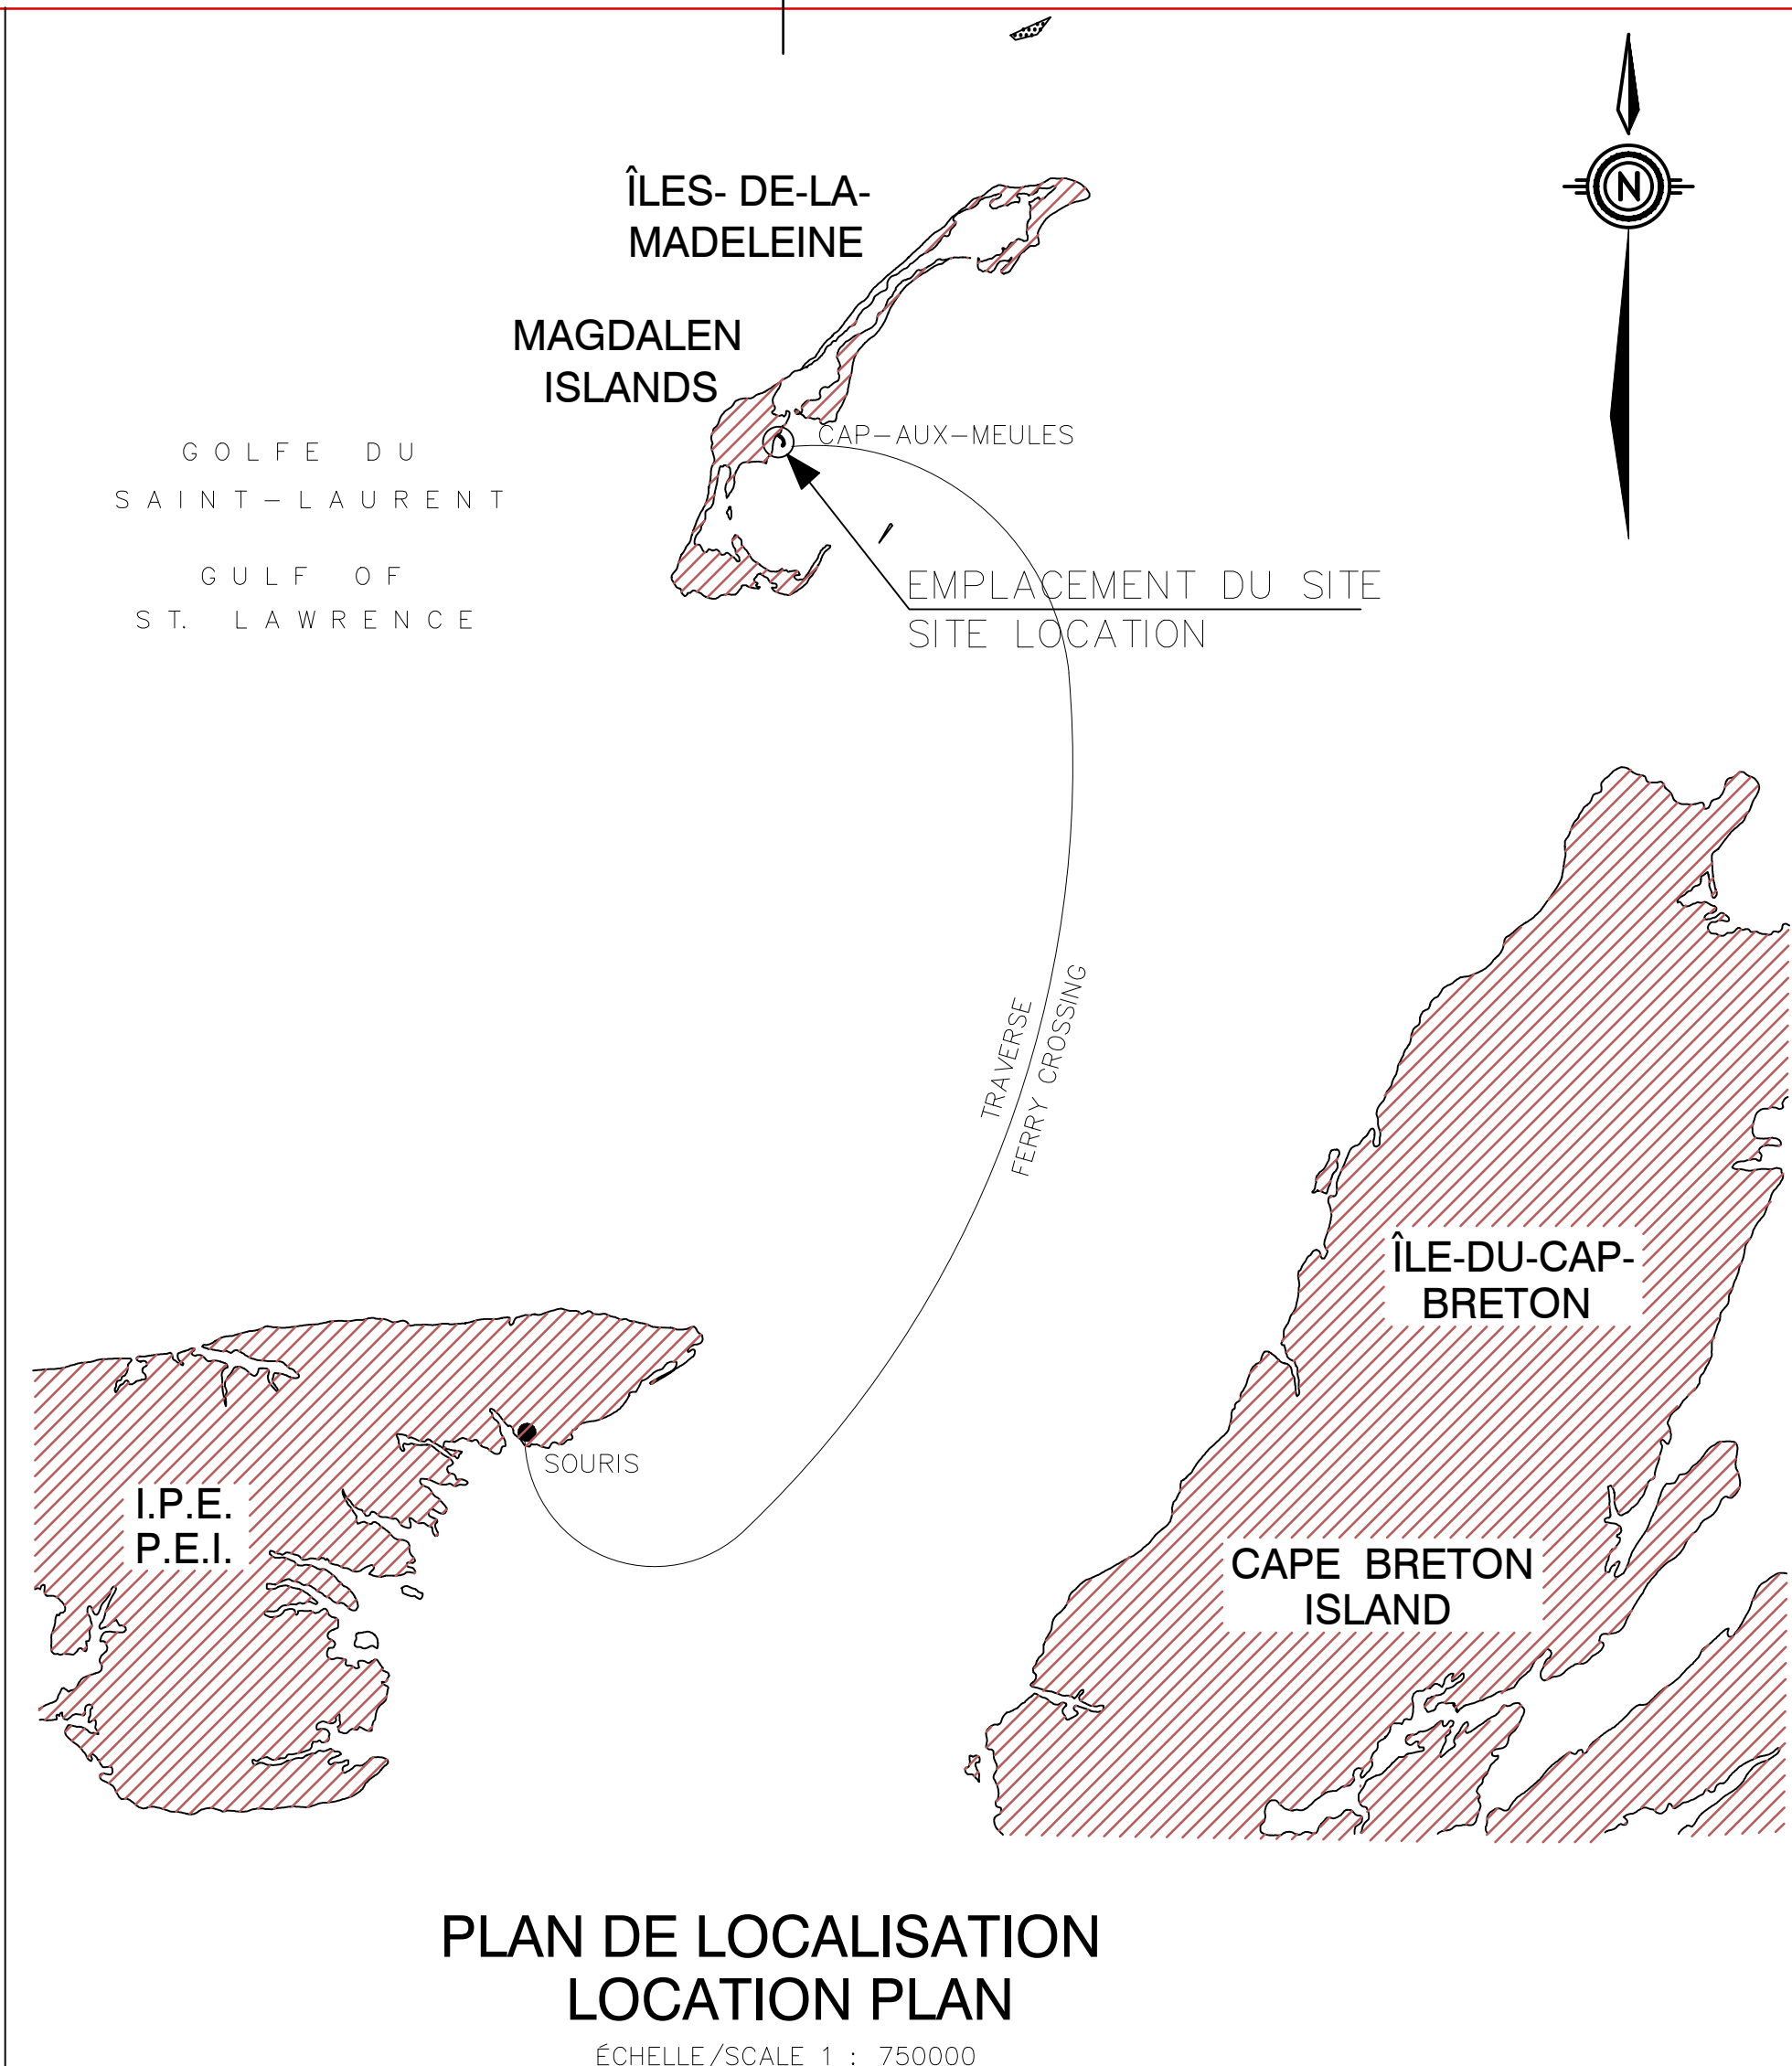 N
ÎLES- DE-LA-
MADELEINE
MAGDALEN
ISLANDS
CAP-AUX-MEULES
GOLFE DU
SAINT-LAURENT
GULF OF
ST. LAWRENCE
EMPLACEMENT DU SITE
SITE LOCATION
TRAVERSE
FERRY CROSSING
ÎLE-DU-CAP-
BRETON
SOURIS
I.P.E.
P.E.I.
CAPE BRETON
ISLAND
PLAN DE LOCALISATION
LOCATION PLAN
ÉCHELLE/SCALE 1 : 750000